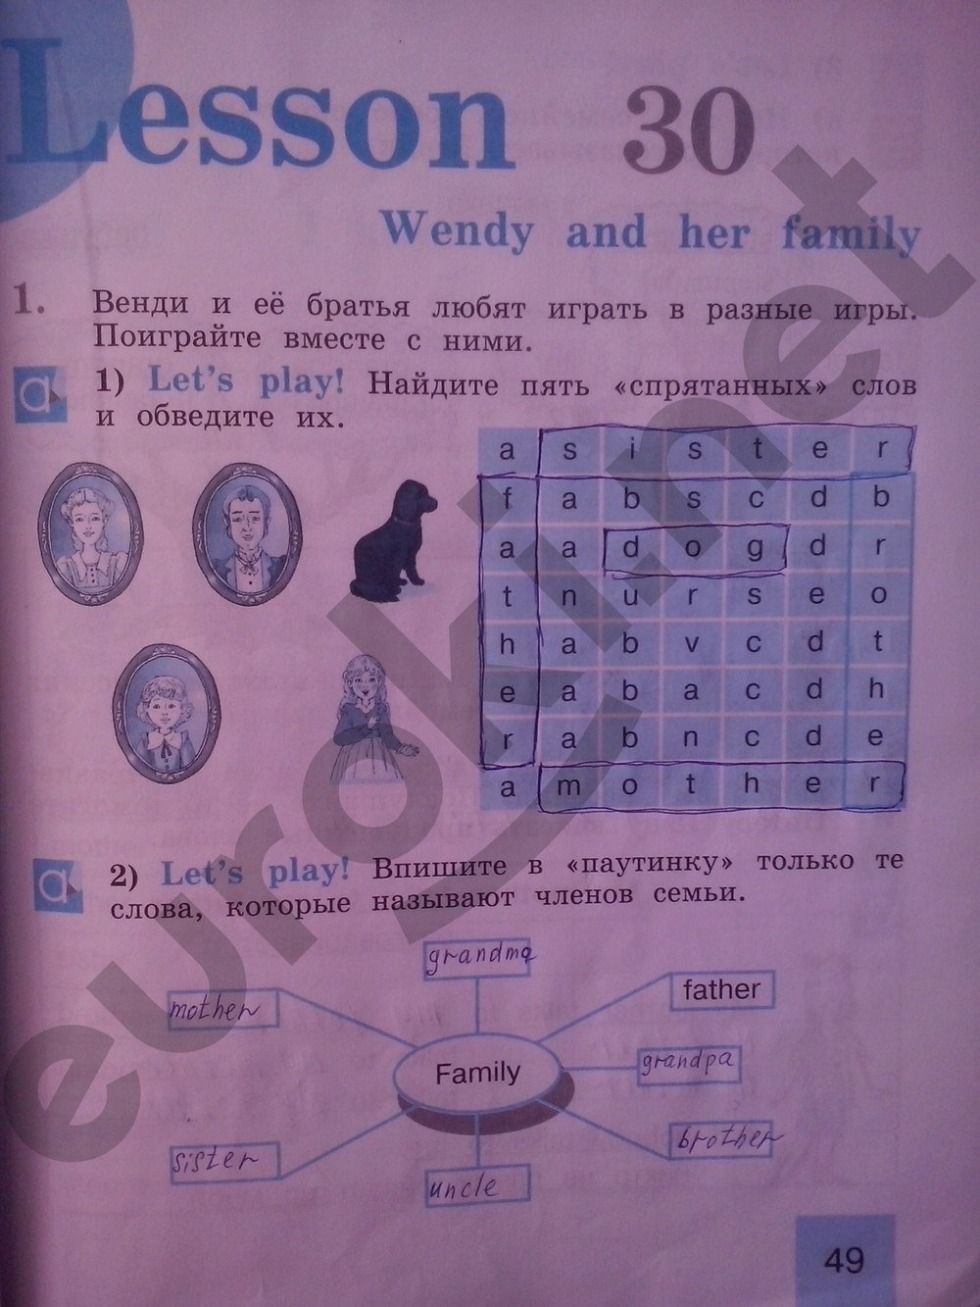 Lesson 30
Wendy and her family
1. Венди и её братья любят играть в разные игры.
Поиграйте вместе с ними.
a 1) Let's play! Найдите пять «спрятанных» слов
и обведите их.
a s i s t e r
f a b s c d b
a a d o g d r
t n u r s e o
h a b v c d t
e a b a c d h
r a b n c d e
a m o t h e r
a 2) Let's play! Впишите в «паутинку» только те
слова, которые называют членов семьи.
grandma
mother
father
Family
grandpa
sister
brother
uncle
49
eurokinet